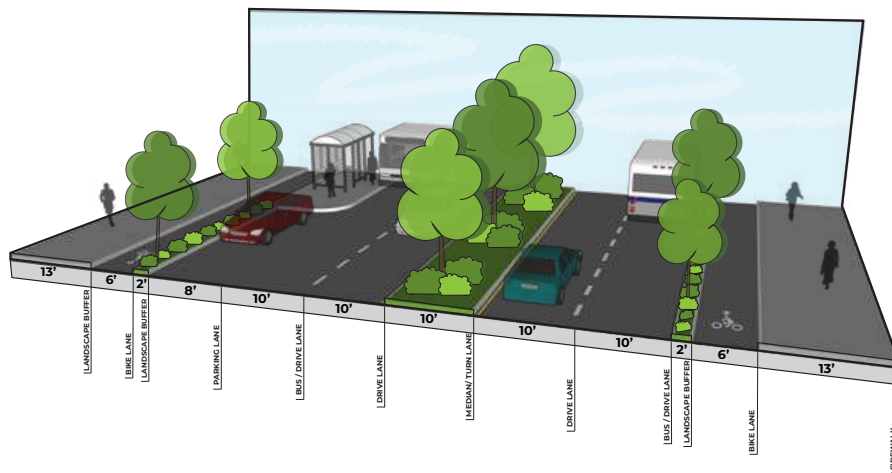 13'
6'
2'
8'
10'
10'
10'
10'
10'
2'
6'
13'
LANDSCAPE BUFFER
BIKE LANE
LANDSCAPE BUFFER
PARKING LANE
BUS / DRIVE LANE
DRIVE LANE
MEDIAN/ TURN LANE
DRIVE LANE
BUS / DRIVE LANE
LANDSCAPE BUFFER
BIKE LANE